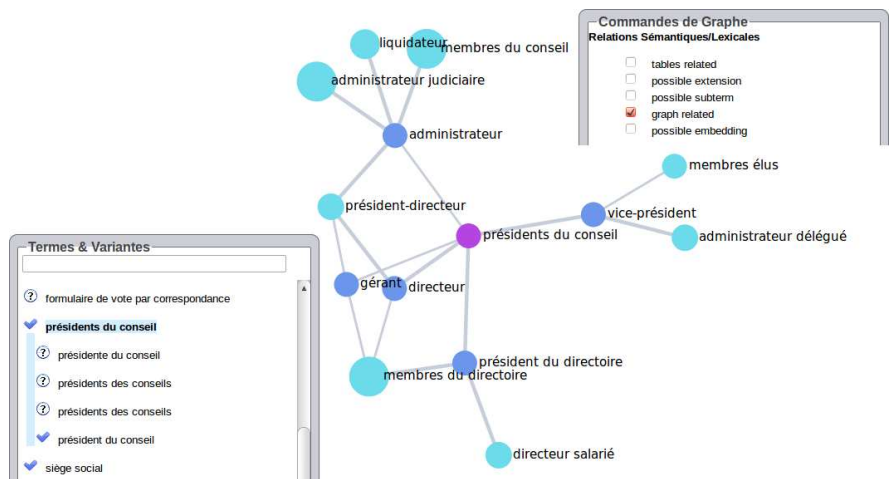 Commandes de Graphe
Relations Sémantiques/Lexicales
tables related
possible extension
possible subterm
graph related
possible embedding
liquidateur
membres du conseil
administrateur judiciaire
administrateur
membres élus
président-directeur
vice-président
présidents du conseil
administrateur délégué
gérant
directeur
président du directoire
membres du directoire
directeur salarié
Termes & Variantes
? formulaire de vote par correspondance
présidents du conseil
? présidente du conseil
? présidents des conseils
? présidents des conseils
président du conseil
siège social